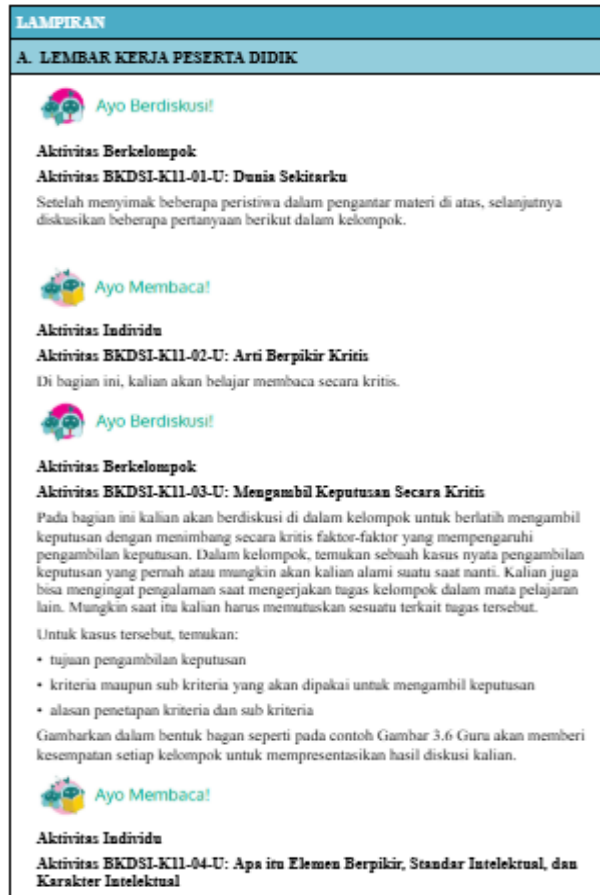 LAMPIRAN
A. LEMBAR KERJA PESERTA DIDIK
Ayo Berdiskusi!
Aktivitas Berkelompok
Aktivitas BKDSI-K11-01-U: Dunia Sekitarku
Setelah menyimak beberapa peristiwa dalam pengantar materi di atas, selanjutnya
diskusikan beberapa pertanyaan berikut dalam kelompok.
Ayo Membaca!
Aktivitas Individu
Aktivitas BKDSI-K11-02-U: Arti Berpikir Kritis
Di bagian ini, kalian akan belajar membaca secara kritis.
Ayo Berdiskusi!
Aktivitas Berkelompok
Aktivitas BKDSI-K11-03-U: Mengambil Keputusan Secara Kritis
Pada bagian ini kalian akan berdiskusi di dalam kelompok untuk berlatih mengambil
keputusan dengan menimbang secara kritis faktor-faktor yang mempengaruhi
pengambilan keputusan. Dalam kelompok, temukan sebuah kasus nyata pengambilan
keputusan yang pernah atau mungkin akan kalian alami suatu saat nanti. Kalian juga
bisa mengingat pengalaman saat mengerjakan tugas kelompok dalam mata pelajaran
lain. Mungkin saat itu kalian harus memutuskan sesuatu terkait tugas tersebut.
Untuk kasus tersebut, temukan:
• tujuan pengambilan keputusan
• kriteria maupun sub kriteria yang akan dipakai untuk mengambil keputusan
• alasan penetapan kriteria dan sub kriteria
Gambarkan dalam bentuk bagan seperti pada contoh Gambar 3.6 Guru akan memberi
kesempatan setiap kelompok untuk mempresentasikan hasil diskusi kalian.
Ayo Membaca!
Aktivitas Individu
Aktivitas BKDSI-K11-04-U: Apa itu Elemen Berpikir, Standar Intelektual, dan
Karakter Intelektual